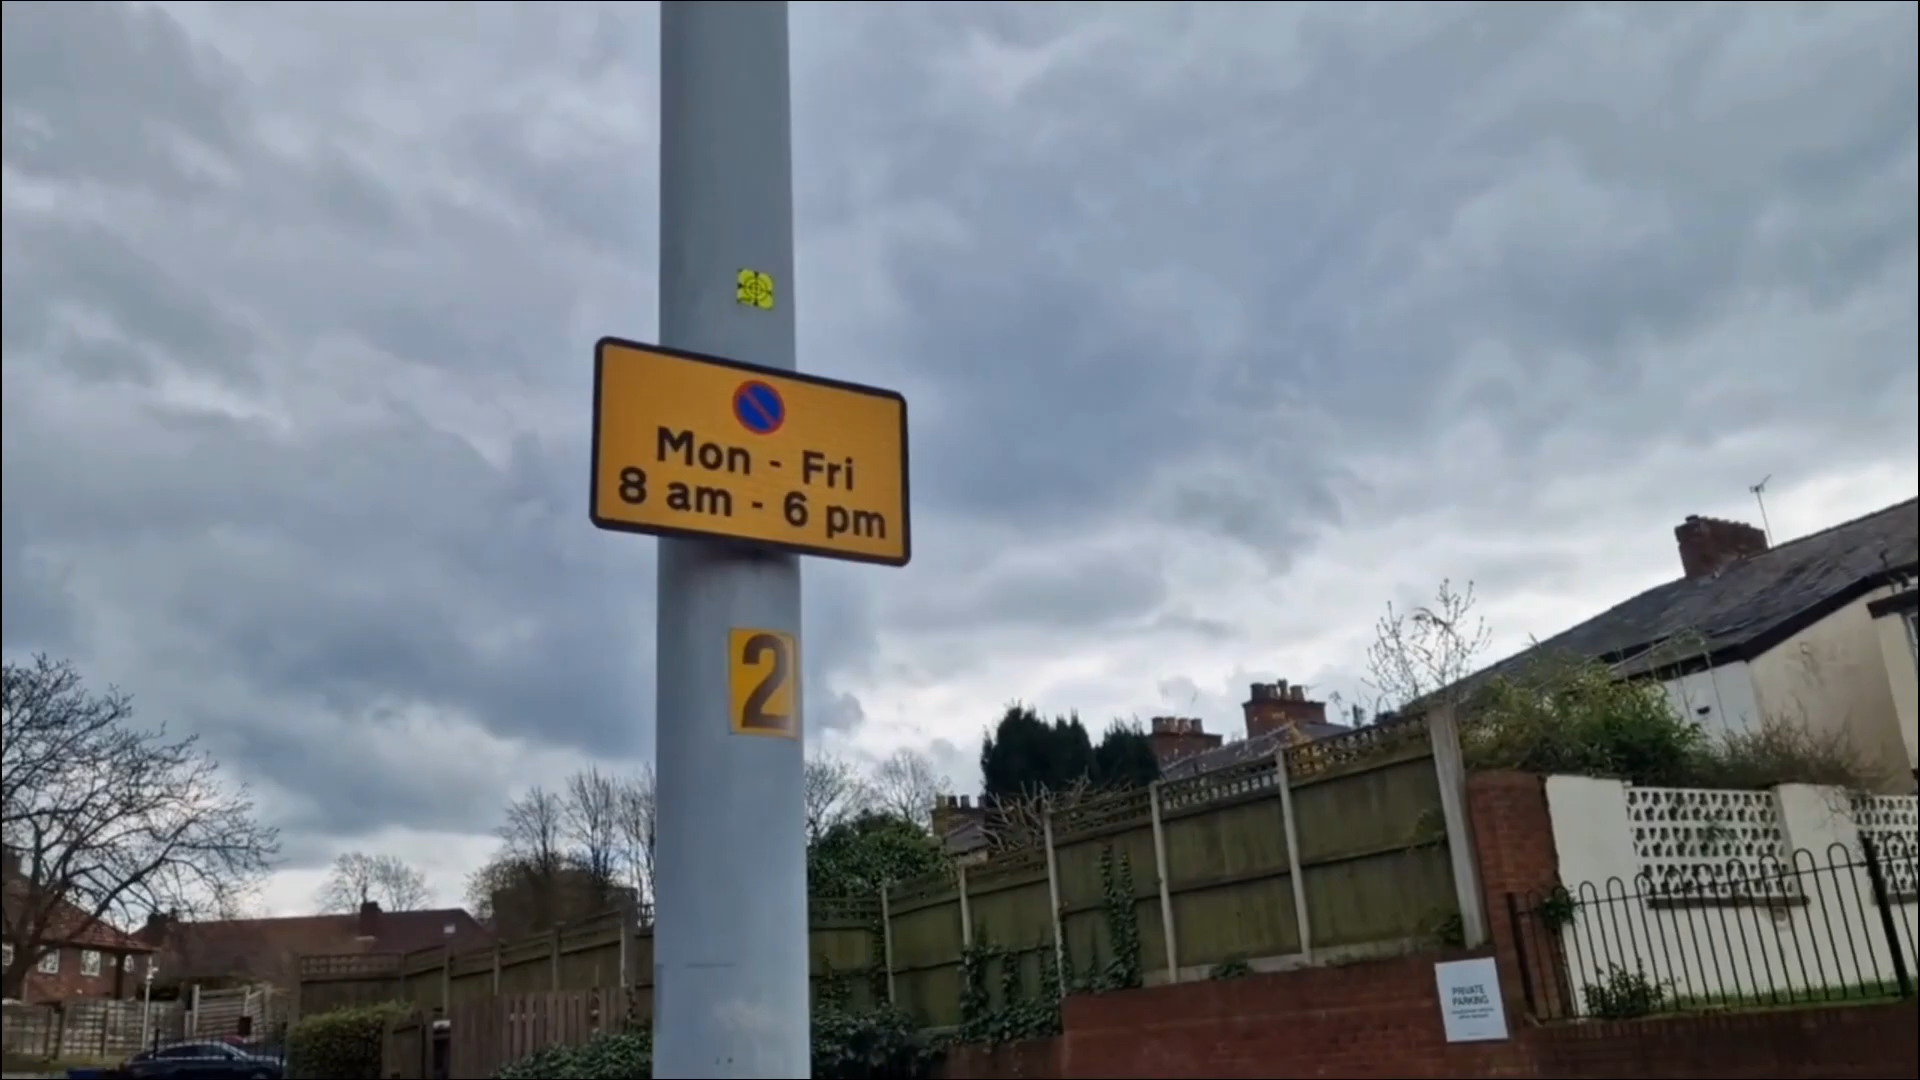 Mon - Fri
8 am - 6 pm
2
PRIVATE
PARKING